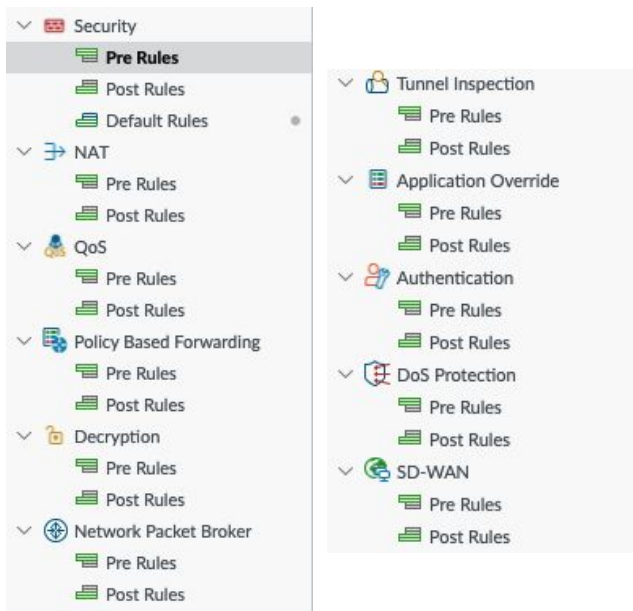 Security
Pre Rules
Post Rules
Default Rules
NAT
Pre Rules
Post Rules
QoS
QoS
Pre Rules
Post Rules
Policy Based Forwarding
Pre Rules
Post Rules
Decryption
Pre Rules
Post Rules
Network Packet Broker
Pre Rules
Post Rules
Tunnel Inspection
Pre Rules
Post Rules
Application Override
Pre Rules
Post Rules
Authentication
Pre Rules
Post Rules
DoS Protection
Pre Rules
Post Rules
SD-WAN
Pre Rules
Post Rules